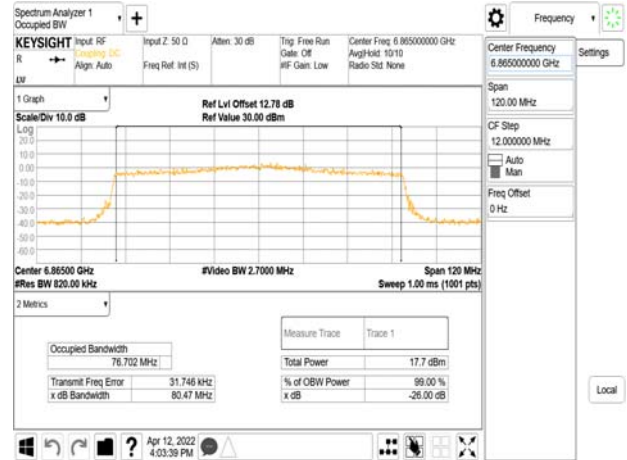 Spectrum Analyzer 1
Occupied BW
Frequency
KEYSIGHT
R
Input: RF
Coupling: DC
Align: Auto
Input Z: 50 Ω
Freq Ref: Int (S)
Atten: 30 dB
Trig: Free Run
Gate: Off
#IF Gain: Low
Center Freq: 6.865000000 GHz
Avg|Hold: 10/10
Radio Std: None
Center Frequency
6.865000000 GHz
Settings
Span
120.00 MHz
CF Step
12.000000 MHz
Auto
Man
Freq Offset
0 Hz
1 Graph
Scale/Div 10.0 dB
Ref Lvl Offset 12.78 dB
Ref Value 30.00 dBm
Log
20.0
10.0
0.00
-10.0
-20.0
-30.0
-40.0
-50.0
-60.0
Center 6.86500 GHz
#Res BW 820.00 kHz
#Video BW 2.7000 MHz
Span 120 MHz
Sweep 1.00 ms (1001 pts)
2 Metrics
Measure Trace
Trace 1
Occupied Bandwidth
76.702 MHz
Total Power
17.7 dBm
Transmit Freq Error
31.746 kHz
% of OBW Power
99.00 %
x dB Bandwidth
80.47 MHz
x dB
-26.00 dB
Local
?
Apr 12, 2022
4:03:39 PM